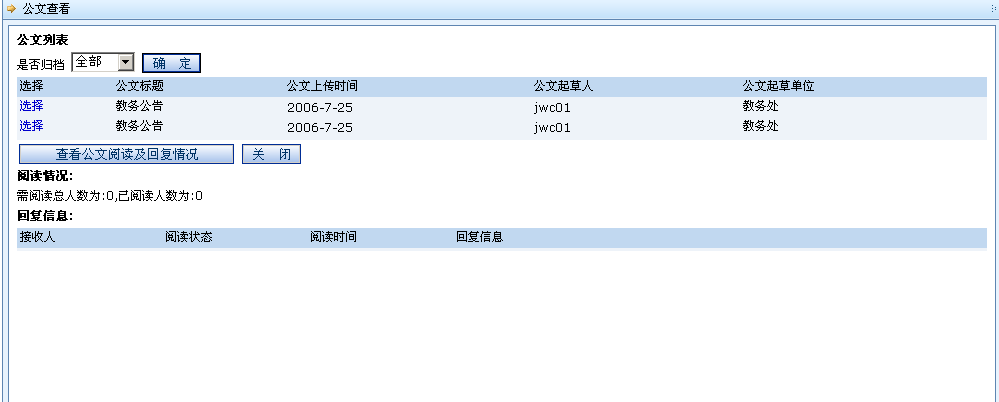 公文查看
公文列表
是否归档 全部 确 定
选择 公文标题 公文上传时间 公文起草人 公文起草单位
选择 教务公告 2006-7-25 jwc01 教务处
选择 教务公告 2006-7-25 jwc01 教务处
查看公文阅读及回复情况 关 闭
阅读情况:
需阅读总人数为:0,已阅读人数为:0
回复信息:
接收人 阅读状态 阅读时间 回复信息